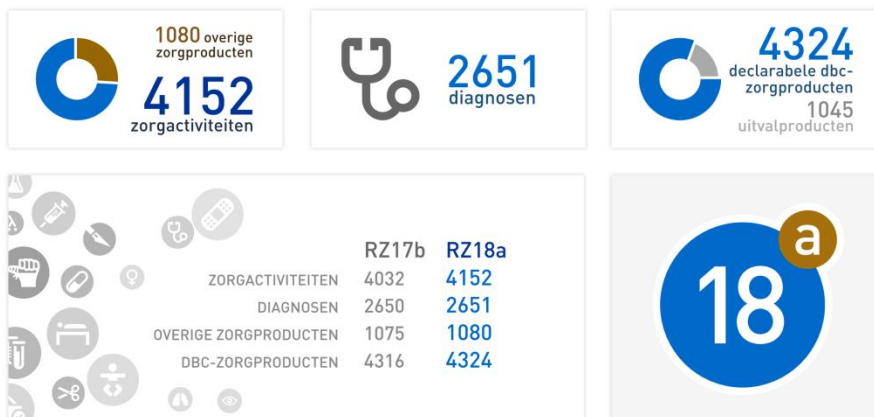 1080 overige
zorgproducten
4152
zorgactiviteiten
2651
diagnosen
4324
declarabele dbc-
zorgproducten
1045
uitvalproducten
RZ17b RZ18a
ZORGACTIVITEITEN 4032 4152
DIAGNOSEN 2650 2651
OVERIGE ZORGPRODUCTEN 1075 1080
DBC-ZORGPRODUCTEN 4316 4324
18 a